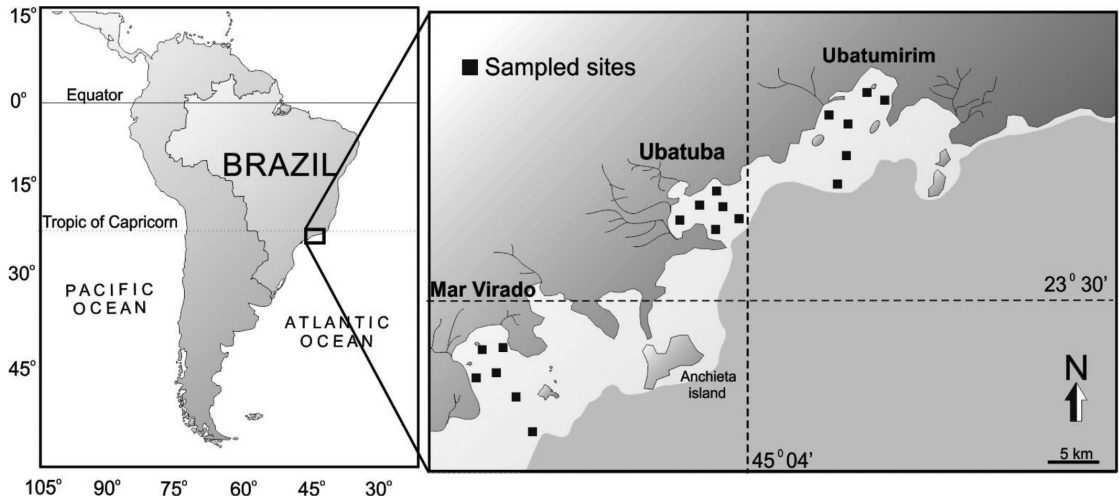 15°
0°
15°
30°
45°
105° 90° 75° 60° 45° 30°
Equator
BRAZIL
Tropic of Capricorn
PACIFIC
OCEAN
ATLANTIC
OCEAN
Sampled sites
Ubatumirim
Ubatuba
Mar Virado
23° 30'
Anchieta
island
N
45° 04'
5 km